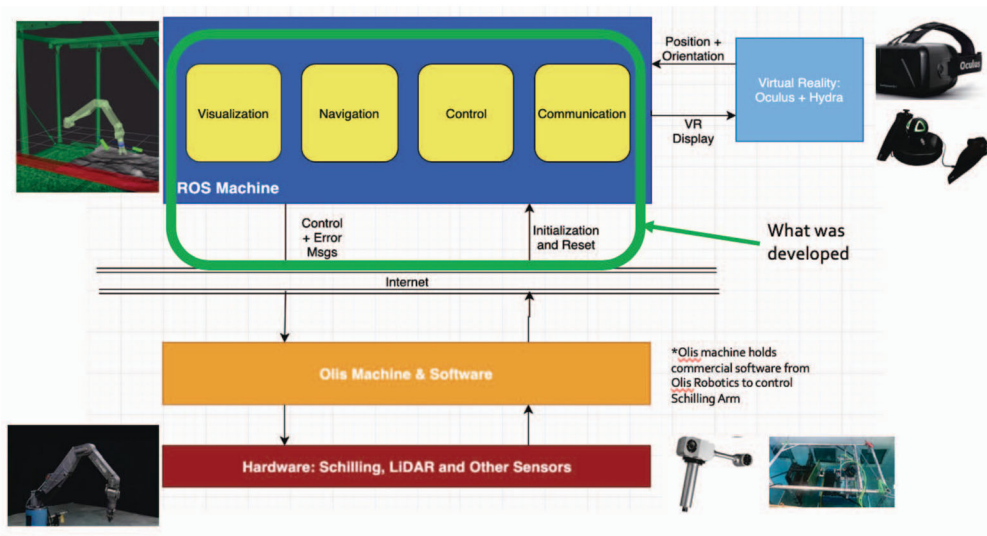 Position +
Orientation
Oculus
Virtual Reality:
Oculus + Hydra
Visualization
Navigation
Control
Communication
VR
Display
ROS Machine
Control
+ Error
Msgs
Initialization
and Reset
What was
developed
Internet
Olis Machine & Software
*Olis machine holds
commercial software from
Olis Robotics to control
Schilling Arm
Hardware: Schilling, LiDAR and Other Sensors